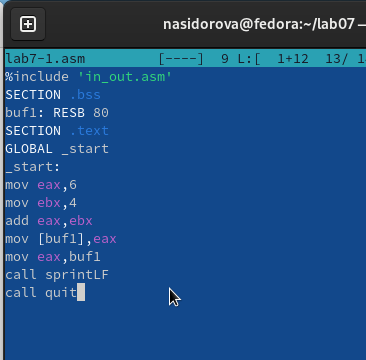 nasidorova@fedora:~/lab07 —
lab7-1.asm [----] 9 L:[ 1+12 13/ 1
%include 'in_out.asm'
SECTION .bss
buf1: RESB 80
SECTION .text
GLOBAL _start
_start:
mov eax,6
mov ebx,4
add eax,ebx
mov [buf1],eax
mov eax,buf1
call sprintLF
call quit